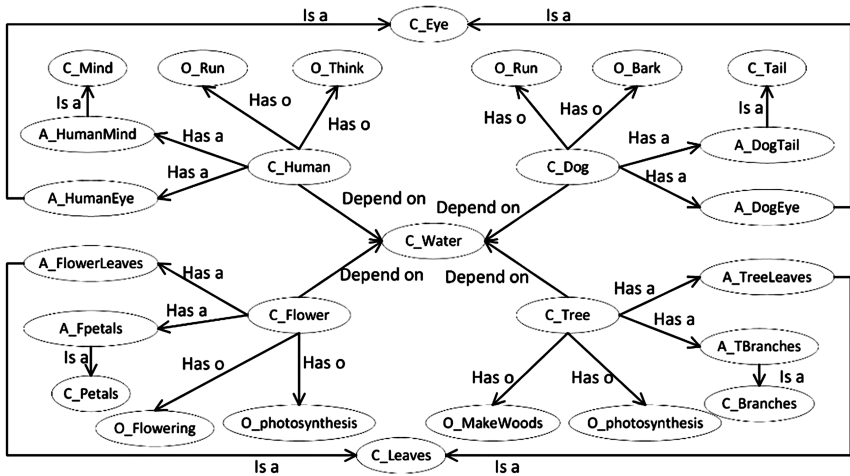 Is a
Is a
C_Eye
C_Mind
O_Run
O_Think
O_Run
O_Bark
C_Tail
Is a
Has o
Has o
Has o
Has o
Is a
A_HumanMind
Has a
Has a
A_DogTail
C_Human
C_Dog
Has a
Has a
A_HumanEye
Depend on
Depend on
A_DogEye
C_Water
A_FlowerLeaves
Has a
Depend on
Depend on
Has a
A_TreeLeaves
A_Fpetals
Has a
C_Flower
C_Tree
Has a
A_TBranches
Is a
Has o
Has o
Has o
Has o
Is a
C_Petals
C_Branches
O_Flowering
O_photosynthesis
O_MakeWoods
O_photosynthesis
C_Leaves
Is a
Is a